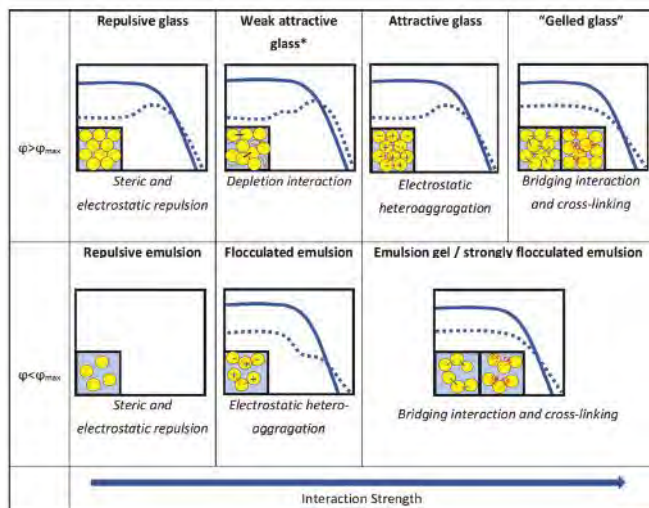 Repulsive glass
Weak attractive
glass*
Attractive glass
“Gelled glass”
φ>φmax
Steric and
electrostatic repulsion
Depletion interaction
Electrostatic
heteroaggragation
Bridging interaction
and cross-linking
Repulsive emulsion
Flocculated emulsion
Emulsion gel / strongly flocculated emulsion
φ<φmax
Steric and
electrostatic repulsion
Electrostatic hetero-
aggragation
Bridging interaction and cross-linking
Interaction Strength